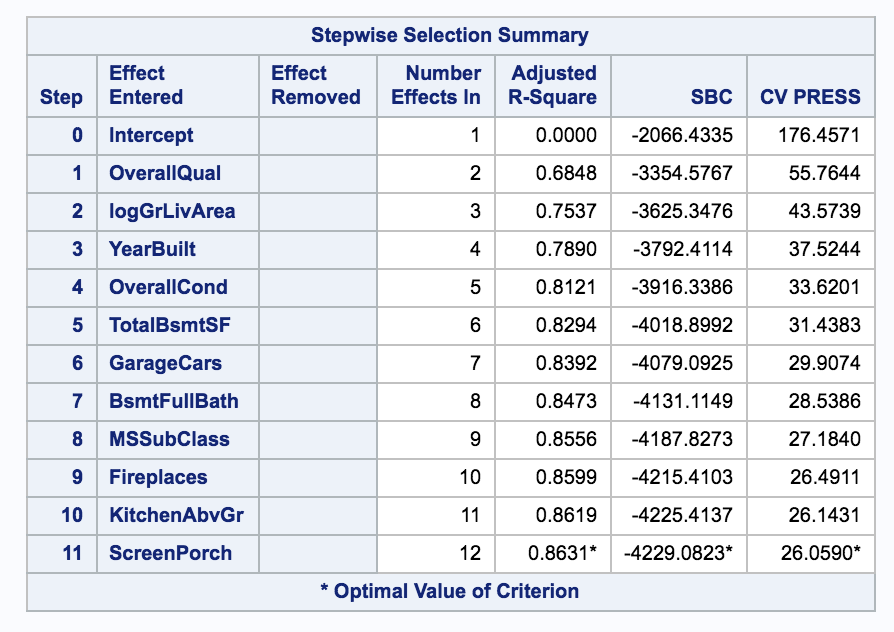 Stepwise Selection Summary
Step Effect Entered Effect Removed Number Effects In Adjusted R-Square SBC CV PRESS
0 Intercept 1 0.0000 -2066.4335 176.4571
1 OverallQual 2 0.6848 -3354.5767 55.7644
2 logGrLivArea 3 0.7537 -3625.3476 43.5739
3 YearBuilt 4 0.7890 -3792.4114 37.5244
4 OverallCond 5 0.8121 -3916.3386 33.6201
5 TotalBsmtSF 6 0.8294 -4018.8992 31.4383
6 GarageCars 7 0.8392 -4079.0925 29.9074
7 BsmtFullBath 8 0.8473 -4131.1149 28.5386
8 MSSubClass 9 0.8556 -4187.8273 27.1840
9 Fireplaces 10 0.8599 -4215.4103 26.4911
10 KitchenAbvGr 11 0.8619 -4225.4137 26.1431
11 ScreenPorch 12 0.8631* -4229.0823* 26.0590*
* Optimal Value of Criterion